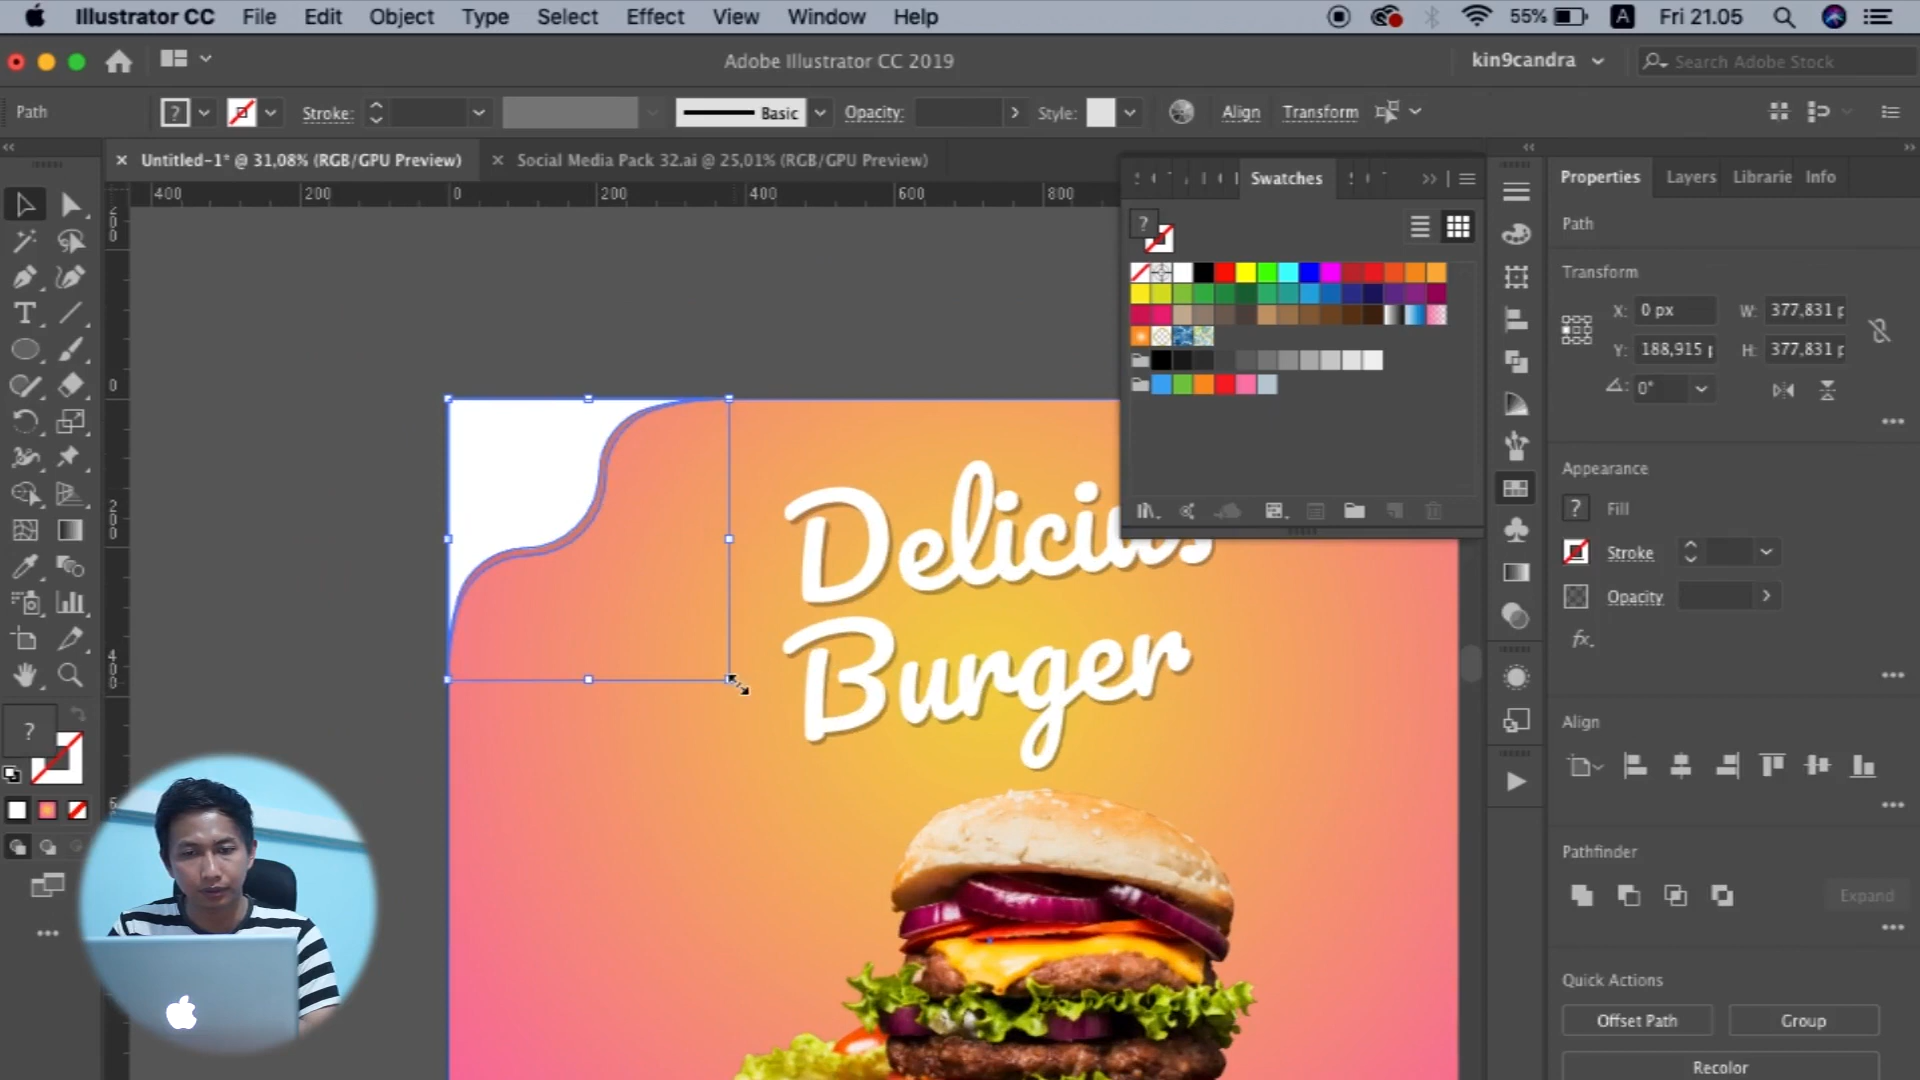 Illustrator CC File Edit Object Type Select Effect View Window Help 55% A Fri 21.05
Adobe Illustrator CC 2019 kin9candra Search Adobe Stock
Path ? Stroke: Basic Opacity: Style: Align Transform
Untitled-1* @ 31,08% (RGB/GPU Preview) Social Media Pack 32.ai @ 25,01% (RGB/GPU Preview)
400 200 0 200 400 600 800
Swatches
Properties Layers Librarie Info
Path
Transform
X: 0 px W: 377,831 p
Y: 188,915 p H: 377,831 p
0°
Appearance
? Fill
Stroke
Opacity
fx.
Align
Pathfinder
Expand
Quick Actions
Offset Path Group
Recolor
Delicious
Burger